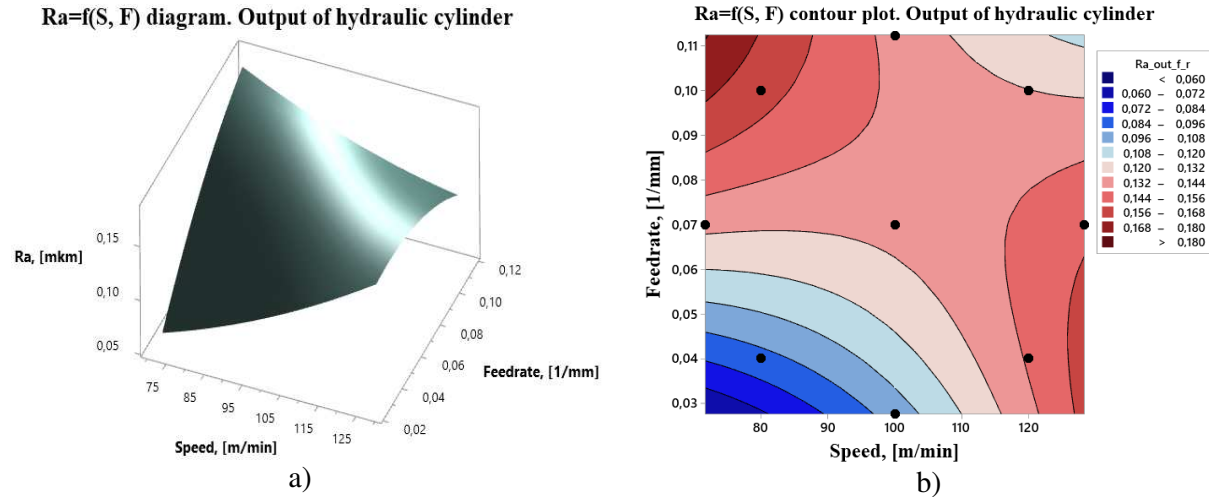 Ra=f(S, F) diagram. Output of hydraulic cylinder
Ra, [mkm]
0,15
0,10
0,05
75
85
95
105
115
125
Speed, [m/min]
0,12
0,10
0,08
0,06
0,04
0,02
Feedrate, [1/mm]
a)
Ra=f(S, F) contour plot. Output of hydraulic cylinder
Feedrate, [1/mm]
0,11
0,10
0,09
0,08
0,07
0,06
0,05
0,04
0,03
80
90
100
110
120
Speed, [m/min]
Ra_out_f_r
< 0,060
0,060 – 0,072
0,072 – 0,084
0,084 – 0,096
0,096 – 0,108
0,108 – 0,120
0,120 – 0,132
0,132 – 0,144
0,144 – 0,156
0,156 – 0,168
0,168 – 0,180
> 0,180
b)